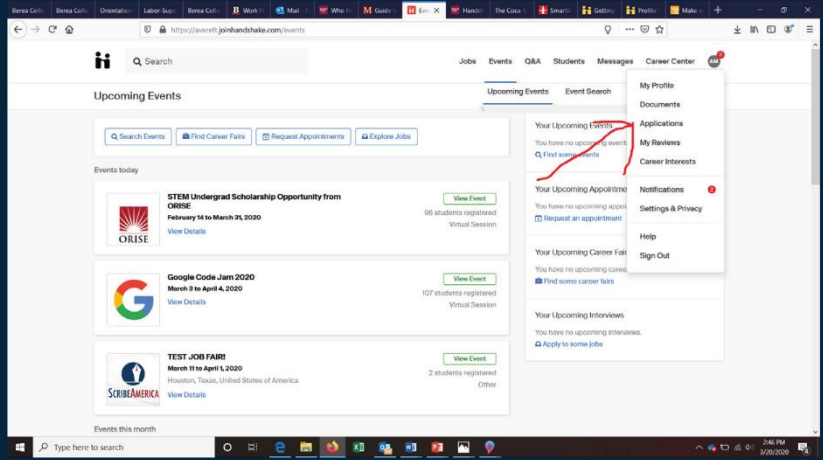 Berea Colle
Berea Colle
Orientation
Labor-Supe
Berea Colle
Work Fr
Mail -
Who H
Guide t
Eve
Hands
The Coca-C
SmartS
Getting
Profile
Make
https://averett.joinhandshake.com/events
Search
Jobs Events Q&A Students Messages Career Center AM
Upcoming Events
Upcoming Events Event Search
My Profile
Documents
Applications
My Reviews
Career Interests
Notifications
Settings & Privacy
Help
Sign Out
Search Events Find Career Fairs Request Appointments Explore Jobs
Events today
STEM Undergrad Scholarship Opportunity from
ORISE
February 14 to March 31, 2020
View Details
ORISE
View Event
96 students registered
Virtual Session
Google Code Jam 2020
March 3 to April 4, 2020
View Details
View Event
107 students registered
Virtual Session
TEST JOB FAIR!
March 11 to April 1, 2020
Houston, Texas, United States of America
View Details
SCRIBEAMERICA
View Event
2 students registered
Other
Events this month
Your Upcoming Events
You have no upcoming events
Find some events
Your Upcoming Appointme
You have no upcoming appoi
Request an appointment
Your Upcoming Career Fair
You have no upcoming career
Find some career fairs
Your Upcoming Interviews
You have no upcoming interviews.
Apply to some jobs
Type here to search
2:46 PM
3/20/2020